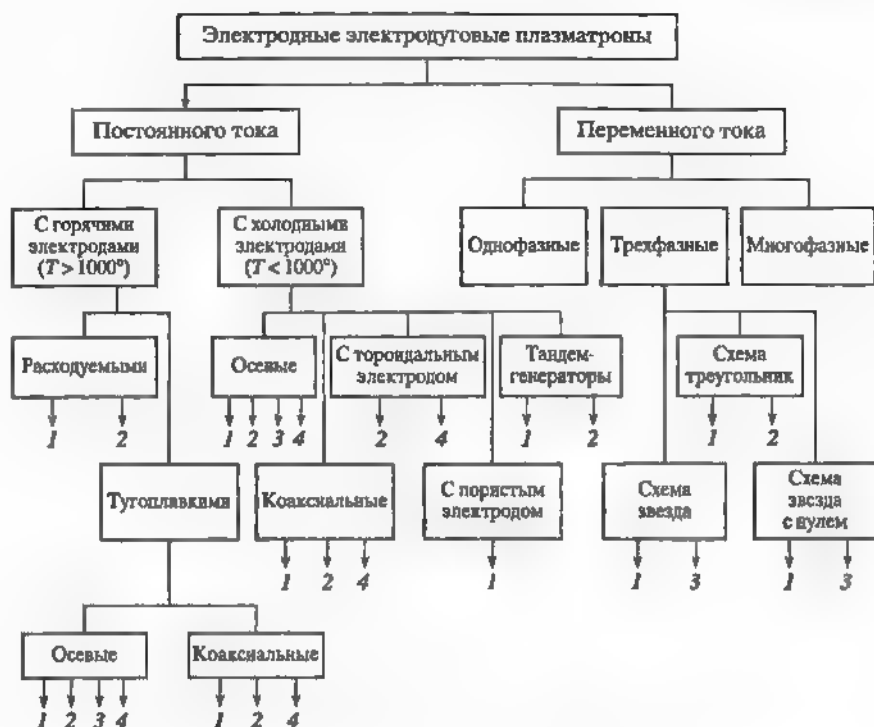 Электродные электродуговые плазматроны
Постоянного тока
Переменного тока
С горячими
электродами
(T > 1000°)
С холодными
электродами
(T < 1000°)
Однофазные
Трехфазные
Многофазные
Расходуемыми
Осевые
С тороидальным
электродом
Тандем-
генераторы
Схема
треугольник
1 2
1 2 3 4
2 4
1 2
1 2
Тугоплавкими
Коаксиальные
С пористым
электродом
Схема
звезда
Схема
звезда
с нулем
1 2 4
1
1 3
1 3
Осевые
Коаксиальные
1 2 3 4
1 2 4